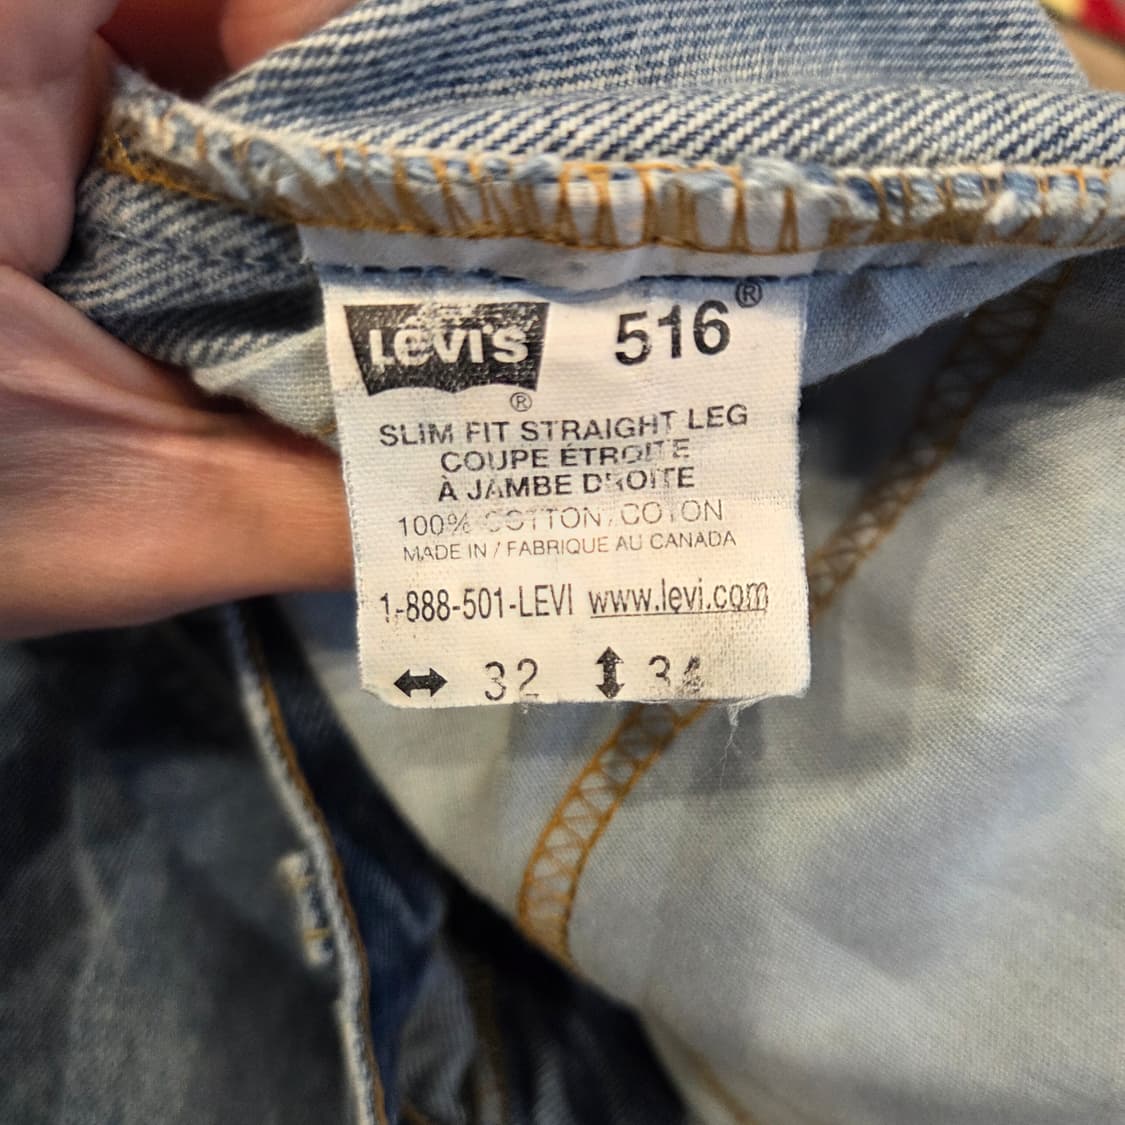 LEVI'S ® 516®
SLIM FIT STRAIGHT LEG
COUPE ÉTROITE
À JAMBE DROITE
100% COTTON / COTON
MADE IN / FABRIQUE AU CANADA
1-888-501-LEVI www.levi.com
↔ 32 ↕ 34